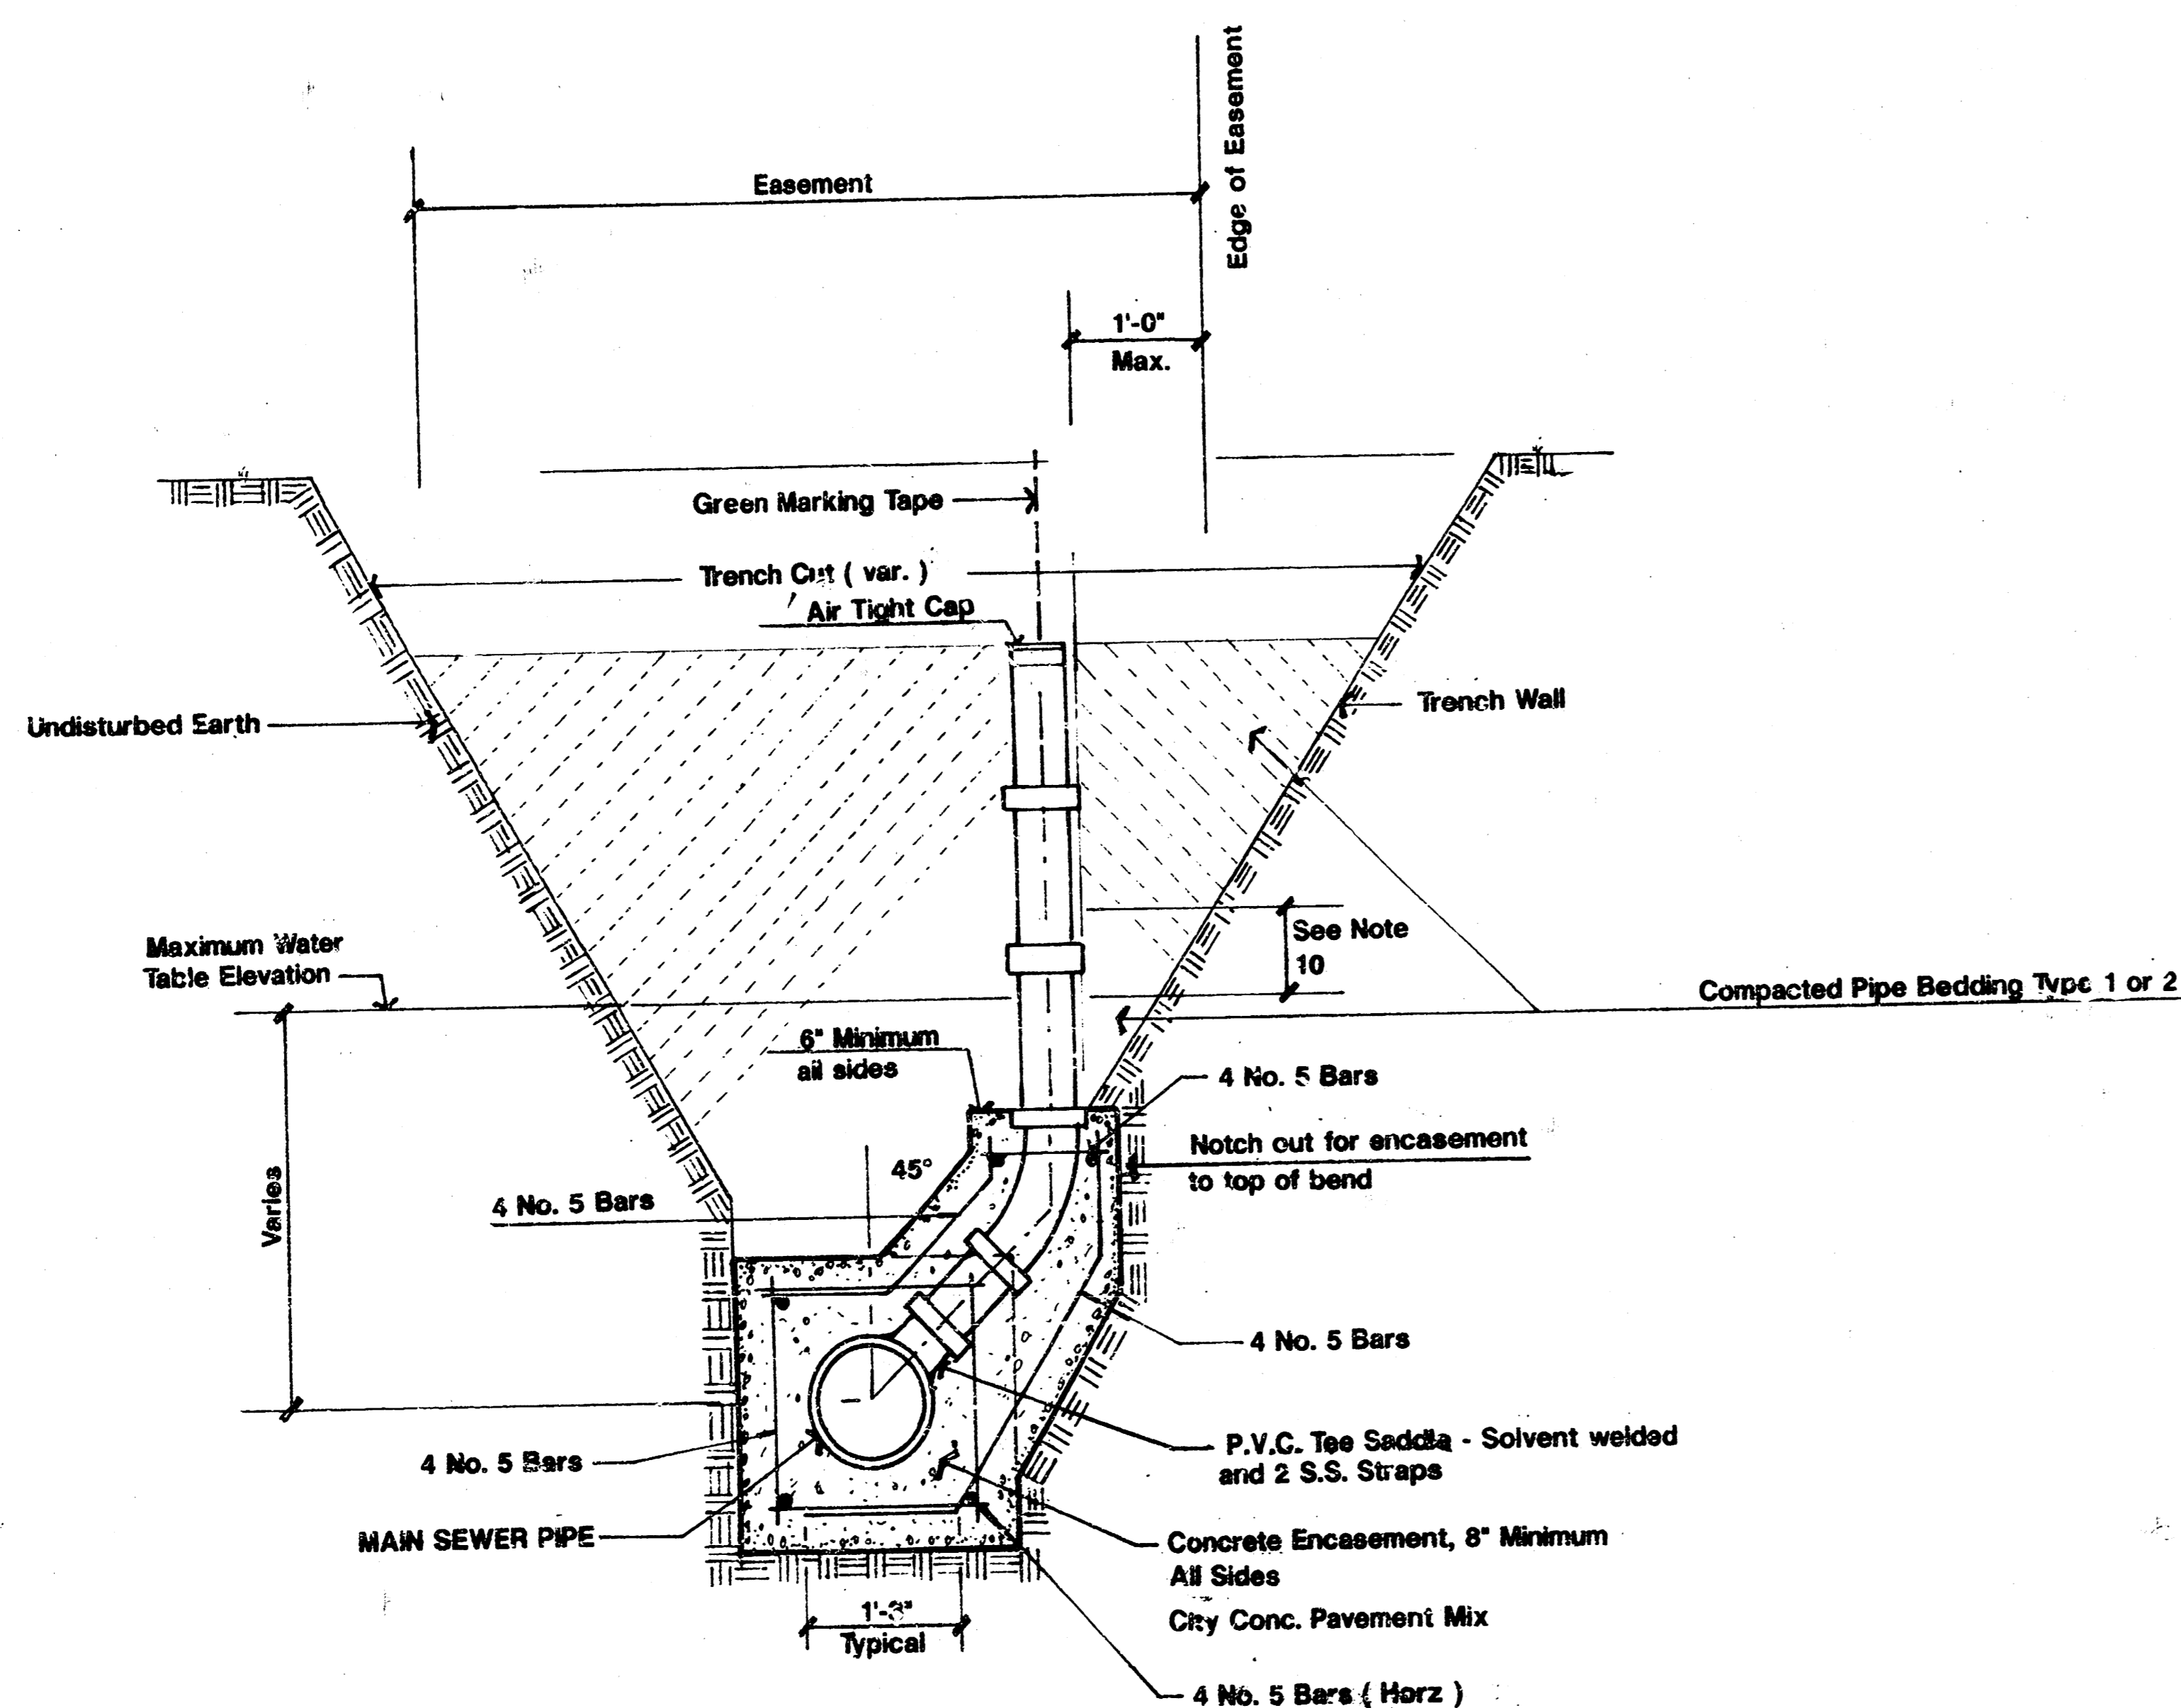 Edge of Easement
Easement
1'-0"
Max.
Green Marking Tape
Trench Cut ( var. )
Air Tight Cap
Undisturbed Earth
Trench Wall
Maximum Water
Table Elevation
See Note
10
Compacted Pipe Bedding Type 1 or 2
6" Minimum
all sides
4 No. 5 Bars
Notch out for encasement
to top of bend
45°
4 No. 5 Bars
Varies
4 No. 5 Bars
P.V.C. Tee Saddle - Solvent welded
and 2 S.S. Straps
4 No. 5 Bars
MAIN SEWER PIPE
Concrete Encasement, 8" Minimum
All Sides
City Conc. Pavement Mix
Typical
4 No. 5 Bars ( Horz )